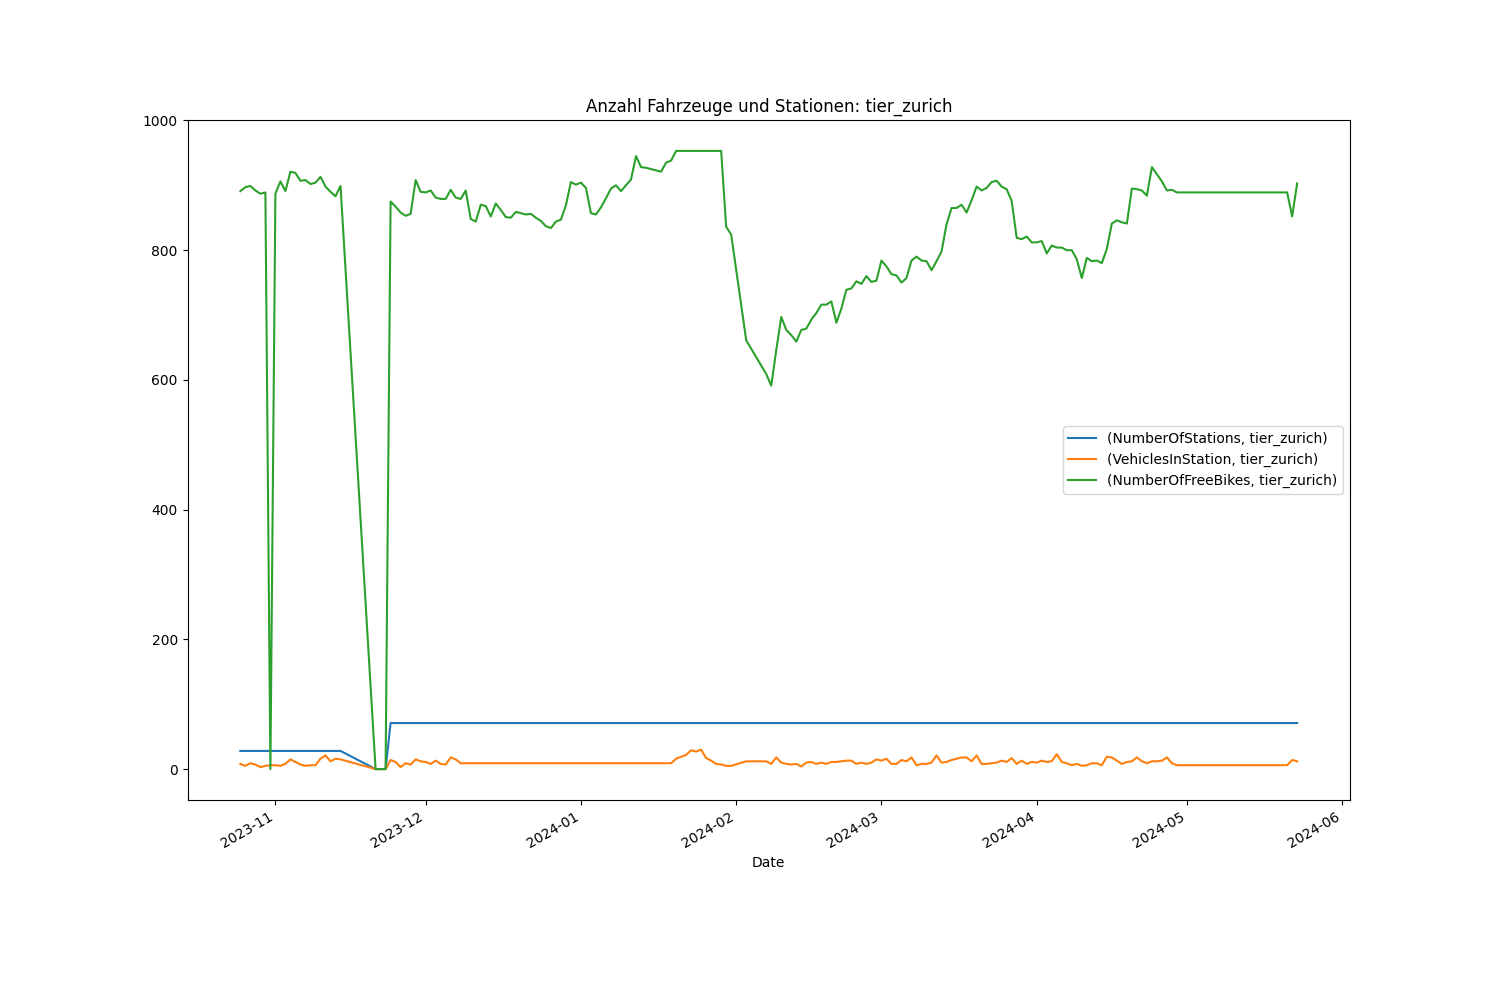 Anzahl Fahrzeuge und Stationen: tier_zurich
1000
800
600
400
200
0
(NumberOfStations, tier_zurich)
(VehiclesInStation, tier_zurich)
(NumberOfFreeBikes, tier_zurich)
2023-11
2023-12
2024-01
2024-02
2024-03
2024-04
2024-05
2024-06
Date